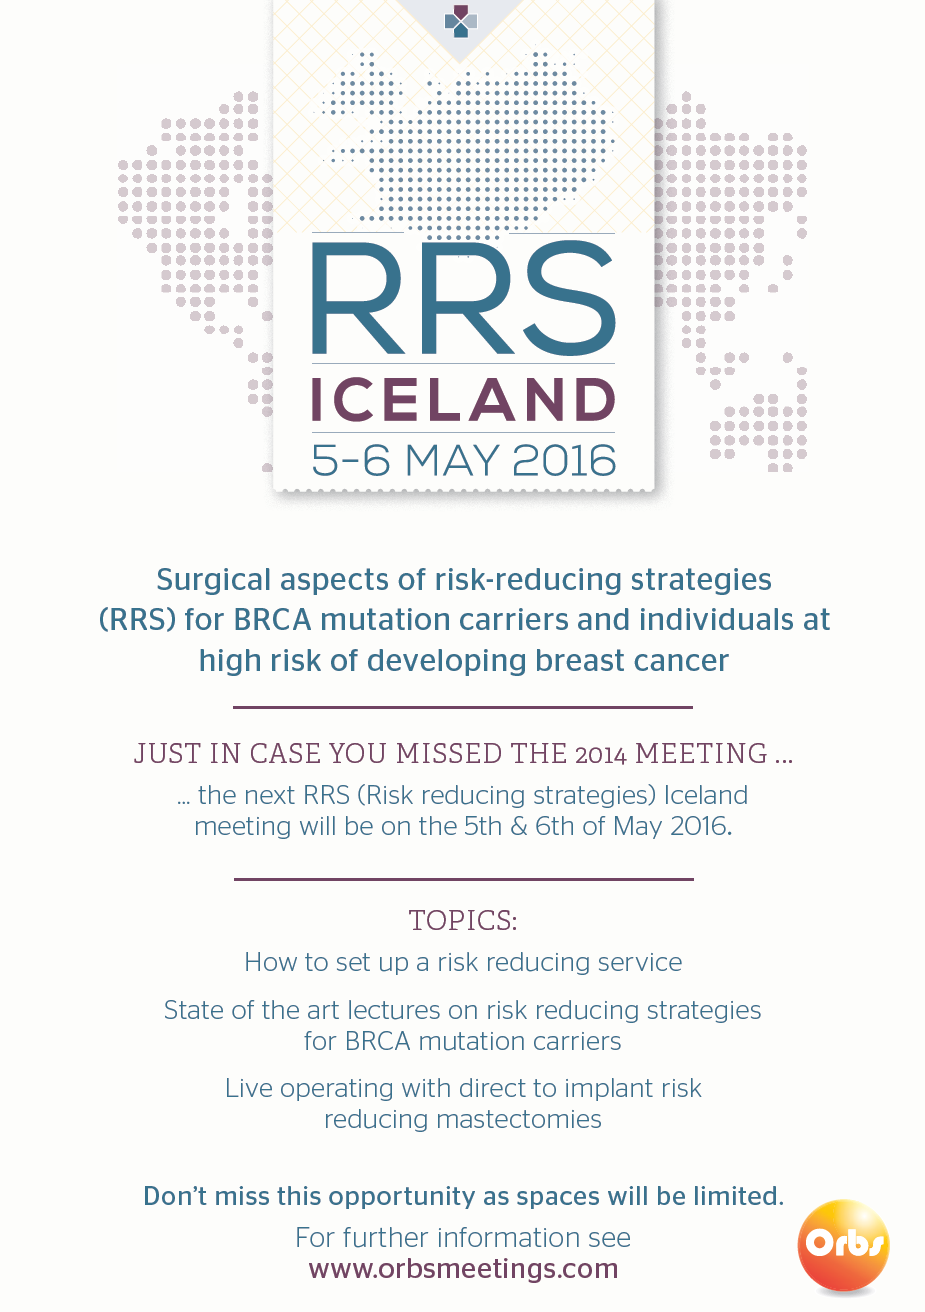 RRS
ICELAND
5-6 MAY 2016
Surgical aspects of risk-reducing strategies
(RRS) for BRCA mutation carriers and individuals at
high risk of developing breast cancer
JUST IN CASE YOU MISSED THE 2014 MEETING ...
... the next RRS (Risk reducing strategies) Iceland
meeting will be on the 5th & 6th of May 2016.
TOPICS:
How to set up a risk reducing service
State of the art lectures on risk reducing strategies
for BRCA mutation carriers
Live operating with direct to implant risk
reducing mastectomies
Don't miss this opportunity as spaces will be limited.
For further information see
www.orbsmeetings.com
Orbs